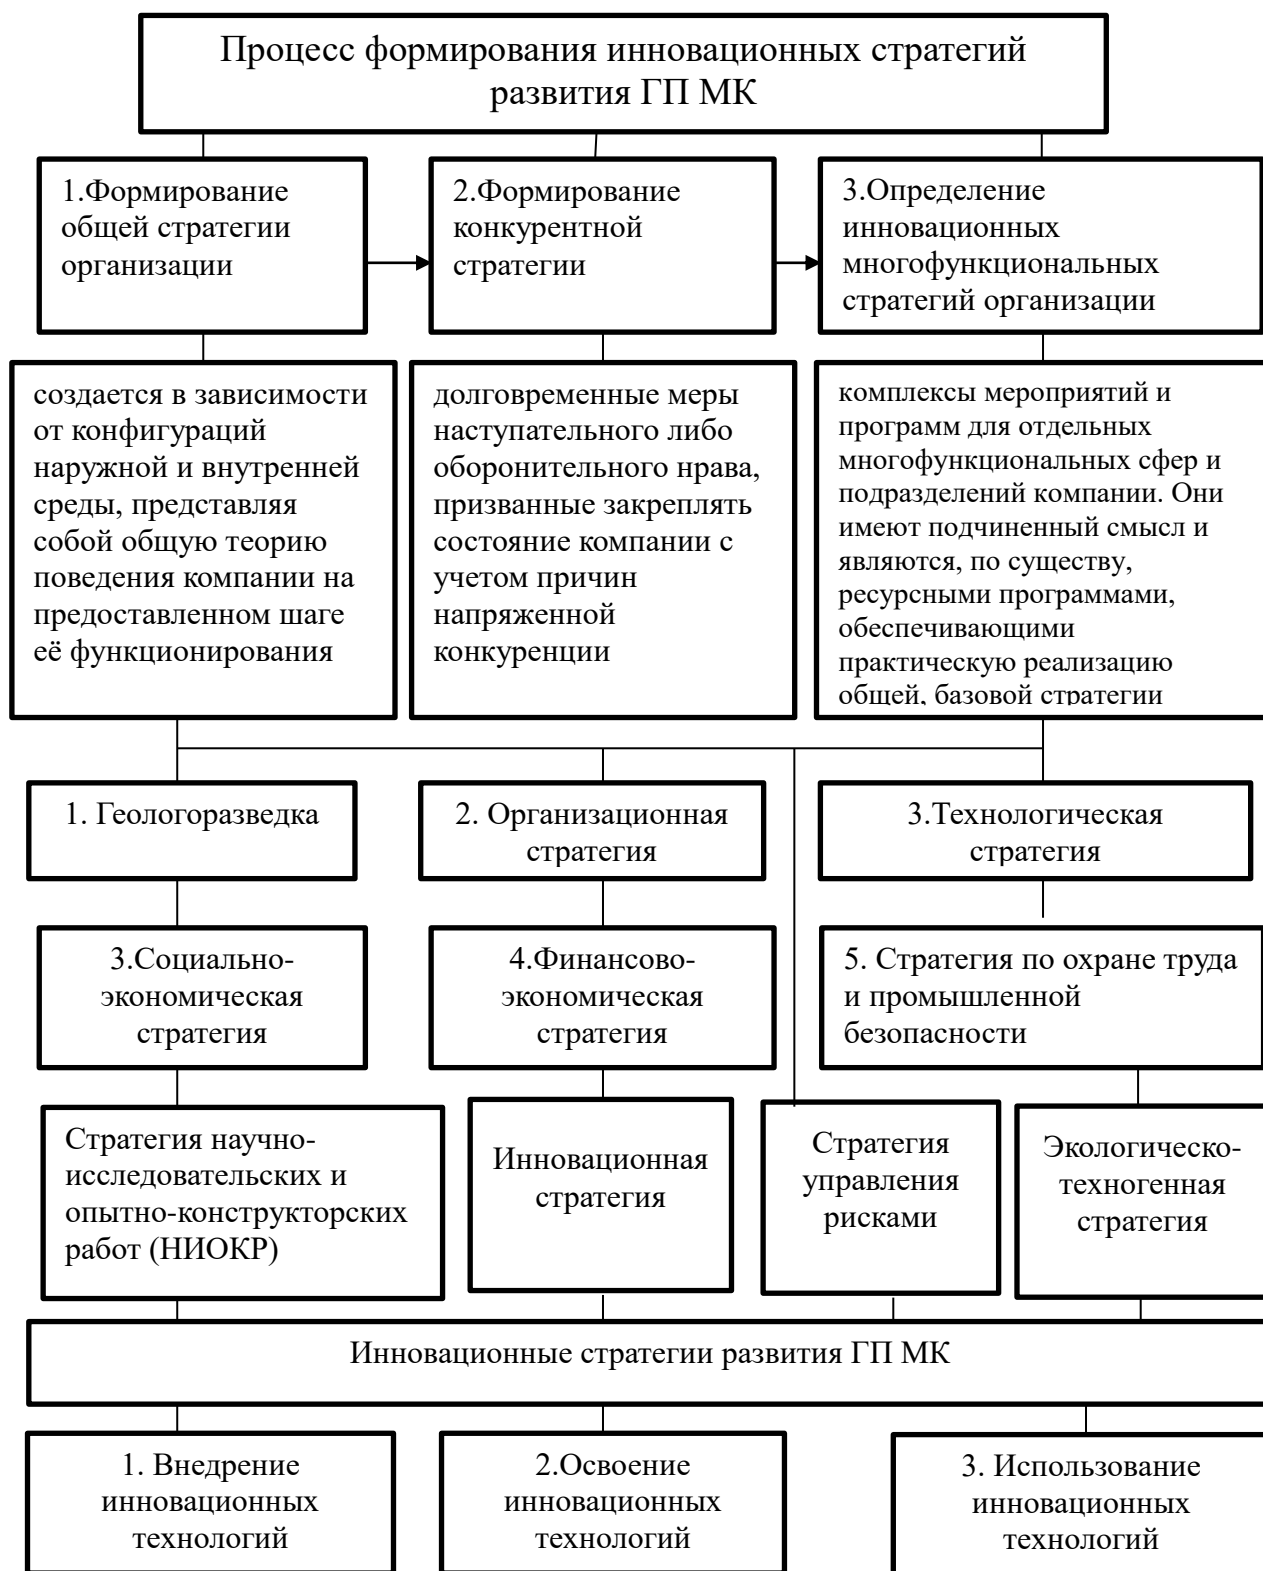 Процесс формирования инновационных стратегий
развития ГП МК
1.Формирование
общей стратегии
организации
2.Формирование
конкурентной
стратегии
3.Определение
инновационных
многофункциональных
стратегий организации
создается в зависимости
от конфигураций
наружной и внутренней
среды, представляя
собой общую теорию
поведения компании на
предоставленном шаге
её функционирования
долговременные меры
наступательного либо
оборонительного нрава,
призванные закреплять
состояние компании с
учетом причин
напряженной
конкуренции
комплексы мероприятий и
программ для отдельных
многофункциональных сфер и
подразделений компании. Они
имеют подчиненный смысл и
являются, по существу,
ресурсными программами,
обеспечивающими
практическую реализацию
общей, базовой стратегии
1. Геологоразведка
2. Организационная
стратегия
3.Технологическая
стратегия
3.Социально-
экономическая
стратегия
4.Финансово-
экономическая
стратегия
5. Стратегия по охране труда
и промышленной
безопасности
Стратегия научно-
исследовательских и
опытно-конструкторских
работ (НИОКР)
Инновационная
стратегия
Стратегия
управления
рисками
Экологическо-
техногенная
стратегия
Инновационные стратегии развития ГП МК
1. Внедрение
инновационных
технологий
2.Освоение
инновационных
технологий
3. Использование
инновационных
технологий